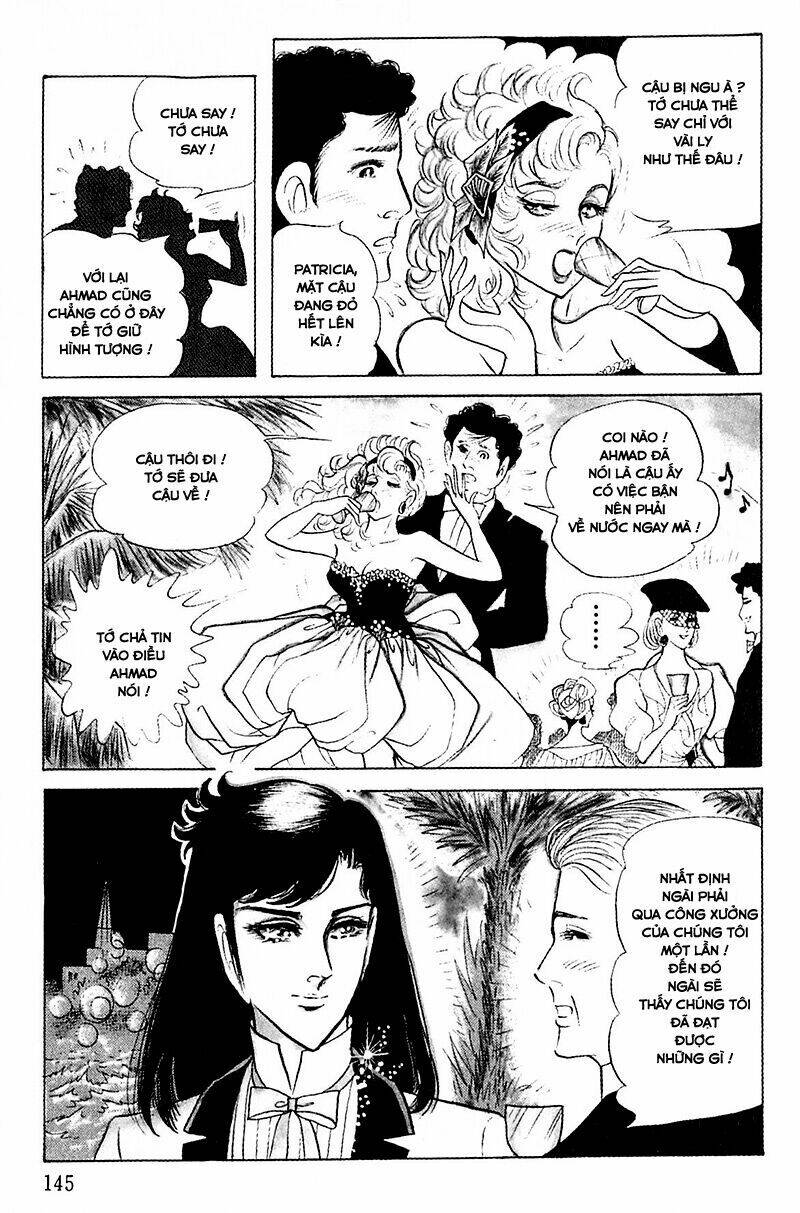 CẬU BỊ NGU À ?
TỚ CHƯA THỂ
SAY CHỈ VỚI
VÀI LY
NHƯ THẾ ĐÂU !
PATRICIA,
MẶT CẬU
ĐANG ĐỎ
HẾT LÊN
KÌA !
CHƯA SAY !
TỚ CHƯA
SAY !
VỚI LẠI
AHMAD CŨNG
CHẲNG CÓ Ở ĐÂY
ĐỂ TỚ GIỮ
HÌNH TƯỢNG !
COI NÀO !
AHMAD ĐÃ
NÓI LÀ CẬU ẤY
CÓ VIỆC BẬN
NÊN PHẢI
VỀ NƯỚC NGAY MÀ !
CẬU THÔI ĐI !
TỚ SẼ ĐƯA
CẬU VỀ !
TỚ CHẢ TIN
VÀO ĐIỀU
AHMAD
NÓI !
NHẤT ĐỊNH
NGÀI PHẢI
QUA CÔNG XƯỞNG
CỦA CHÚNG TÔI
MỘT LẦN !
ĐẾN ĐÓ
NGÀI SẼ
THẤY CHÚNG TÔI
ĐÃ ĐẠT
ĐƯỢC
NHỮNG GÌ !
145